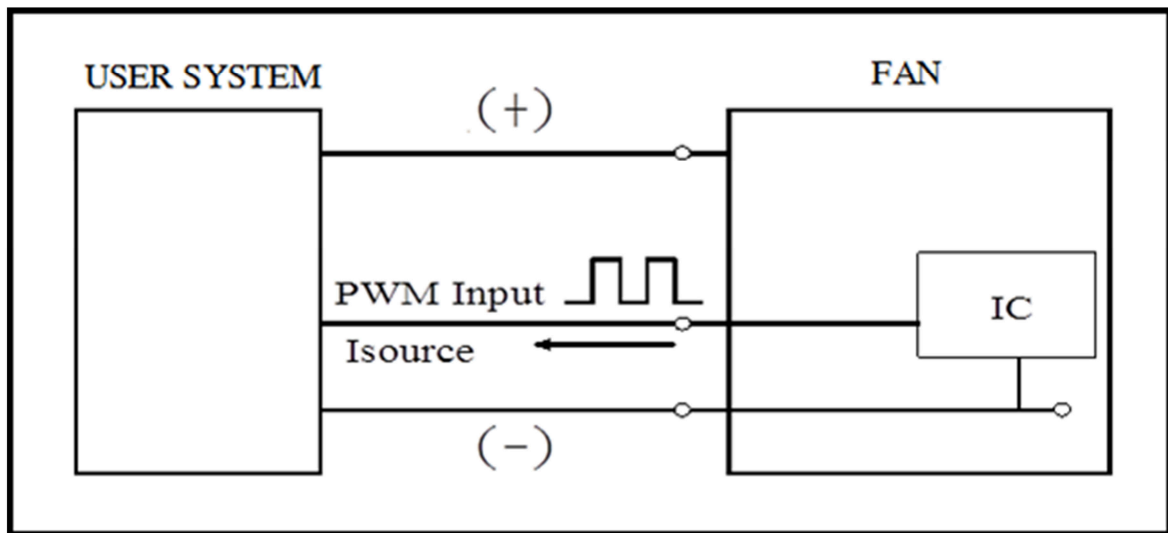 USER SYSTEM
FAN
(+)
PWM Input
IC
Isource
(-)